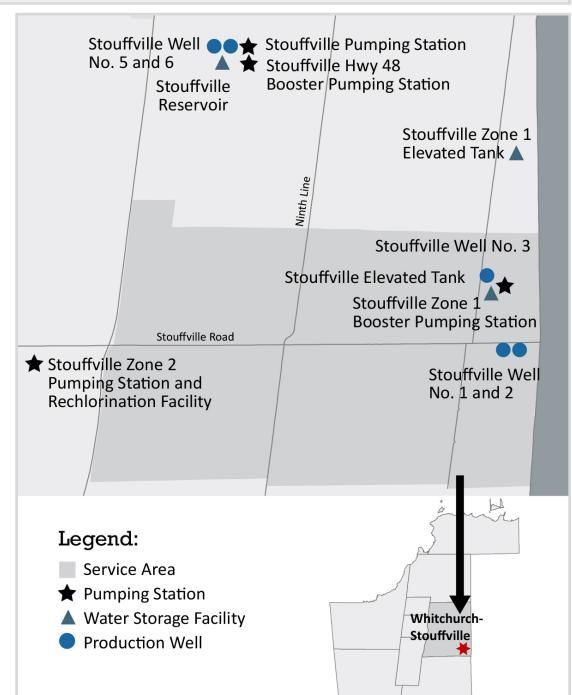 Stouffville Well
No. 5 and 6
Stouffville Pumping Station
Stouffville Hwy 48
Booster Pumping Station
Stouffville
Reservoir
Stouffville Zone 1
Elevated Tank
Ninth Line
Stouffville Well No. 3
Stouffville Elevated Tank
Stouffville Zone 1
Booster Pumping Station
Stouffville Road
Stouffville Zone 2
Pumping Station and
Rechlorination Facility
Stouffville Well
No. 1 and 2
Legend:
Service Area
Pumping Station
Water Storage Facility
Production Well
Whitchurch-
Stouffville